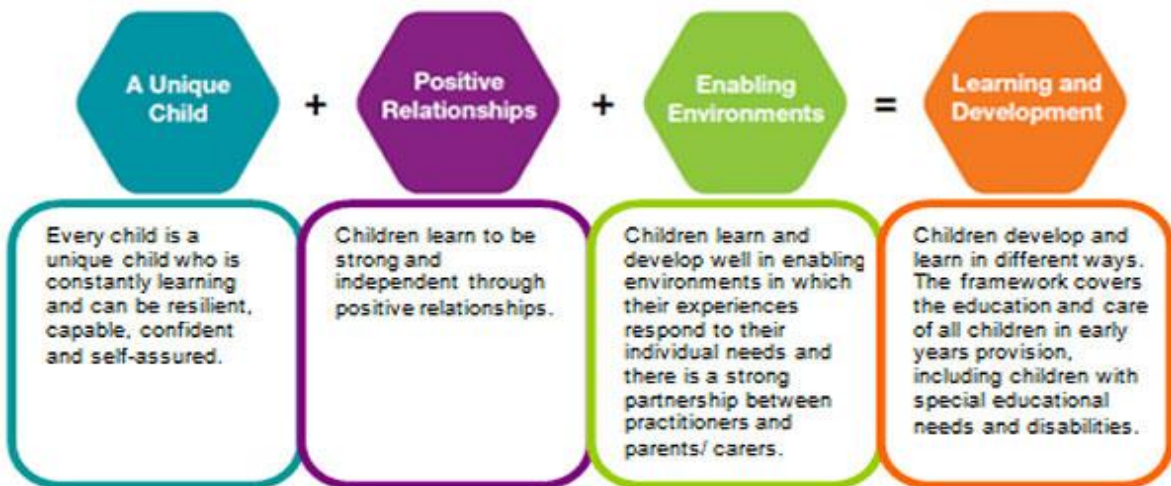 A Unique
Child
+
Positive
Relationships
+
Enabling
Environments
=
Learning and
Development
Every child is a
unique child who is
constantly learning
and can be resilient,
capable, confident
and self-assured.
Children learn to be
strong and
independent through
positive relationships.
Children learn and
develop well in enabling
environments in which
their experiences
respond to their
individual needs and
there is a strong
partnership between
practitioners and
parents/ carers.
Children develop and
learn in different ways.
The framework covers
the education and care
of all children in early
years provision,
including children with
special educational
needs and disabilities.